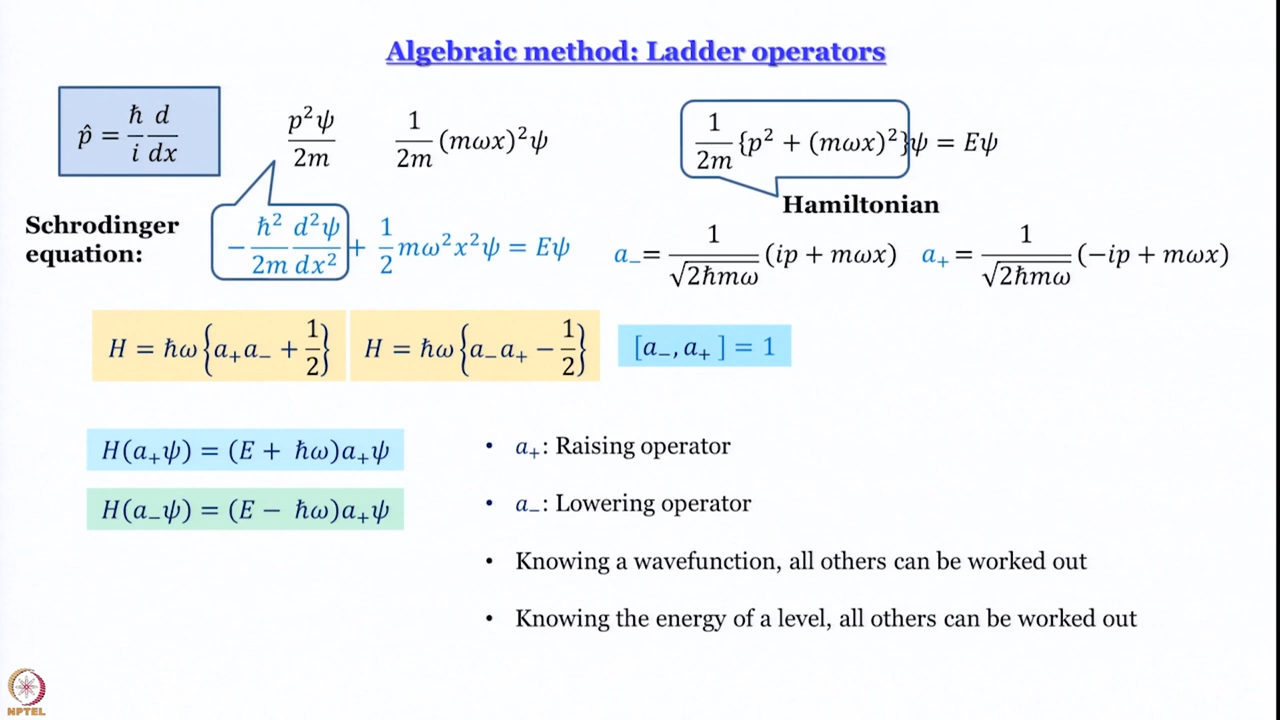 Algebraic method: Ladder operators
p̂ = ħ/i d/dx
p²ψ/2m
1/2m (mωx)²ψ
1/2m {p² + (mωx)²}ψ = Eψ
Hamiltonian
Schrodinger equation:
−ħ²/2m d²ψ/dx² + 1/2 mω²x²ψ = Eψ
a₋ = 1/√(2ħmω) (ip + mωx)
a₊ = 1/√(2ħmω) (−ip + mωx)
H = ħω{a₊a₋ + 1/2}
H = ħω{a₋a₊ − 1/2}
[a₋, a₊ ] = 1
H(a₊ψ) = (E + ħω)a₊ψ
H(a₋ψ) = (E − ħω)a₊ψ
• a₊: Raising operator
• a₋: Lowering operator
• Knowing a wavefunction, all others can be worked out
• Knowing the energy of a level, all others can be worked out
NPTEL